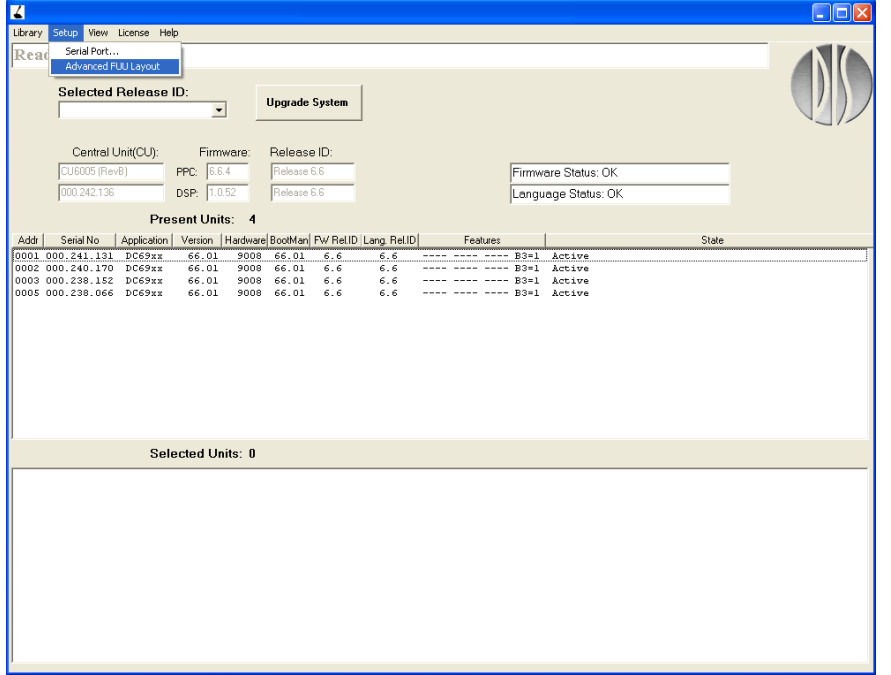 Library Setup View License Help
Serial Port...
Advanced FUU Layout
Selected Release ID:
Upgrade System
Central Unit(CU): Firmware: Release ID:
CU6005 (RevB) PPC: 6.6.4 Release 6.6 Firmware Status: OK
000.242.136 DSP: 1.0.52 Release 6.6 Language Status: OK
Present Units: 4
Addr Serial No Application Version Hardware BootMan FW Rel.ID Lang. Rel.ID Features State
0001 000.241.131 DC69xx 66.01 9008 66.01 6.6 6.6 ---- ---- ---- B3=1 Active
0002 000.240.170 DC69xx 66.01 9008 66.01 6.6 6.6 ---- ---- ---- B3=1 Active
0003 000.238.152 DC69xx 66.01 9008 66.01 6.6 6.6 ---- ---- ---- B3=1 Active
0005 000.238.066 DC69xx 66.01 9008 66.01 6.6 6.6 ---- ---- ---- B3=1 Active
Selected Units: 0